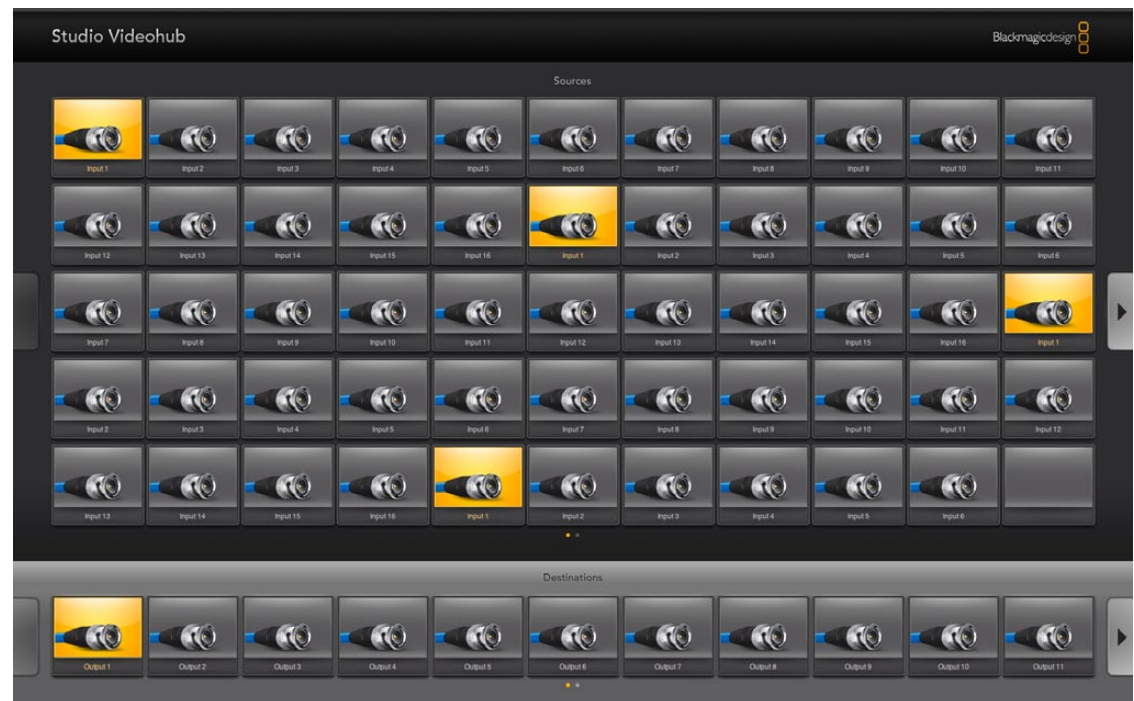 Studio Videohub
Blackmagicdesign
Sources
Input 1 Input 2 Input 3 Input 4 Input 5 Input 6 Input 7 Input 8 Input 9 Input 10 Input 11
Input 12 Input 13 Input 14 Input 15 Input 16 Input 1 Input 2 Input 3 Input 4 Input 5 Input 6
Input 7 Input 8 Input 9 Input 10 Input 11 Input 12 Input 13 Input 14 Input 15 Input 16 Input 1
Input 2 Input 3 Input 4 Input 5 Input 6 Input 7 Input 8 Input 9 Input 10 Input 11 Input 12
Input 13 Input 14 Input 15 Input 16 Input 1 Input 2 Input 3 Input 4 Input 5 Input 6
Destinations
Output 1 Output 2 Output 3 Output 4 Output 5 Output 6 Output 7 Output 8 Output 9 Output 10 Output 11